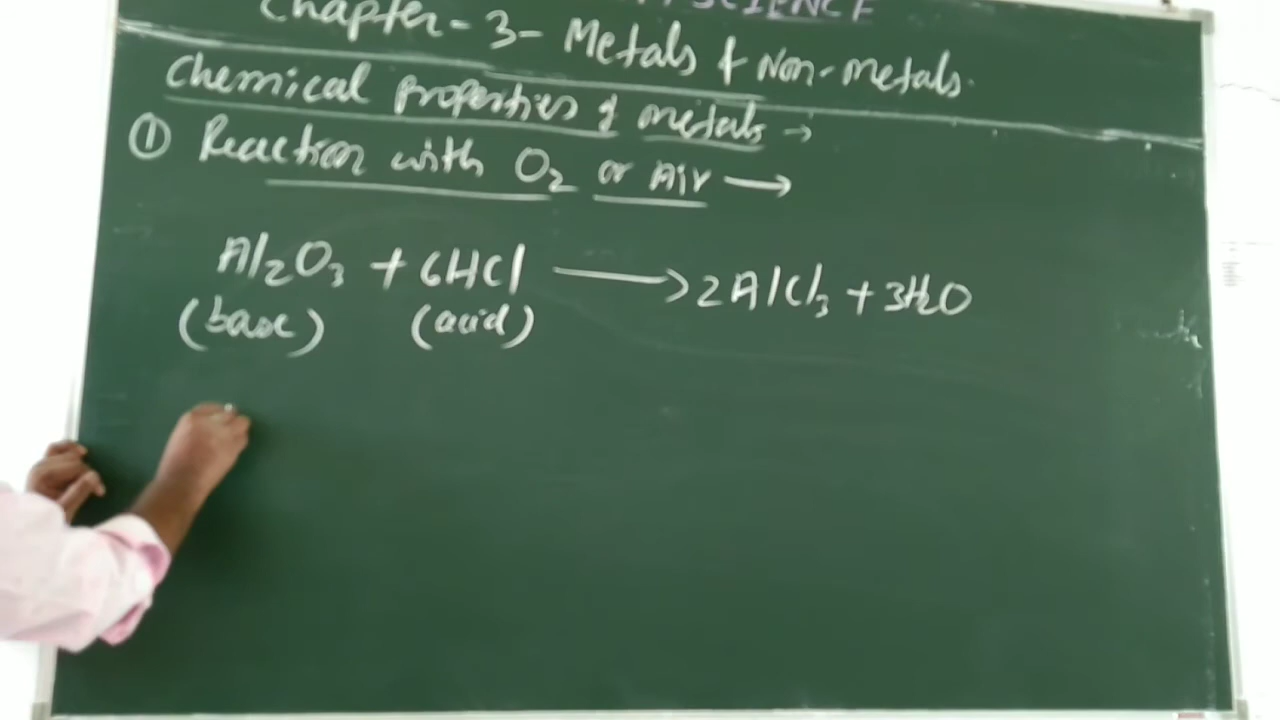 SCIENCE
Chapter - 3 - Metals & Non-metals.
Chemical Properties of metals →
① Reaction with O₂ or Air →
Al₂O₃ + 6HCl → 2AlCl₃ + 3H₂O
(base) (acid)